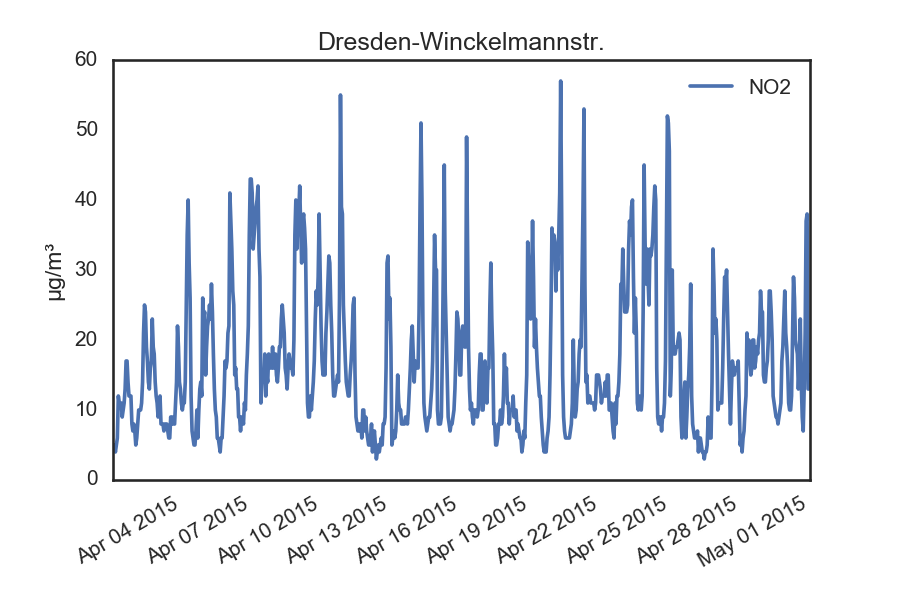 Dresden-Winckelmannstr.
60
50
40
30
20
10
0
µg/m³
NO2
Apr 04 2015
Apr 07 2015
Apr 10 2015
Apr 13 2015
Apr 16 2015
Apr 19 2015
Apr 22 2015
Apr 25 2015
Apr 28 2015
May 01 2015